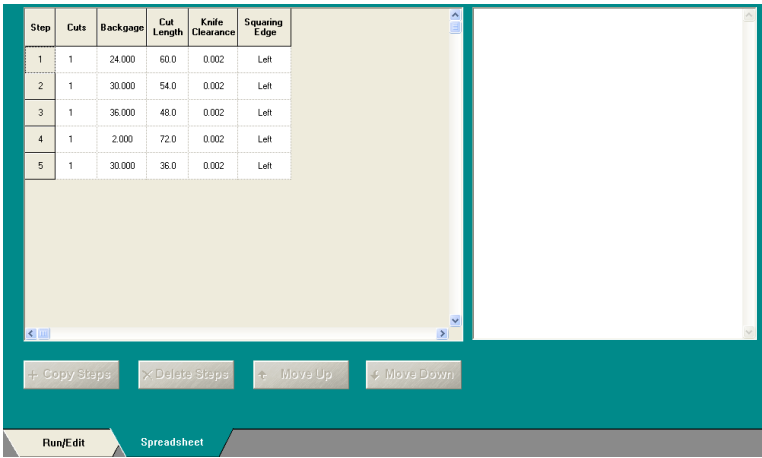 Step Cuts Backgage Cut Length Knife Clearance Squaring Edge
1 1 24.000 60.0 0.002 Left
2 1 30.000 54.0 0.002 Left
3 1 36.000 48.0 0.002 Left
4 1 2.000 72.0 0.002 Left
5 1 30.000 36.0 0.002 Left
Copy Steps Delete Steps Move Up Move Down
Run/Edit Spreadsheet